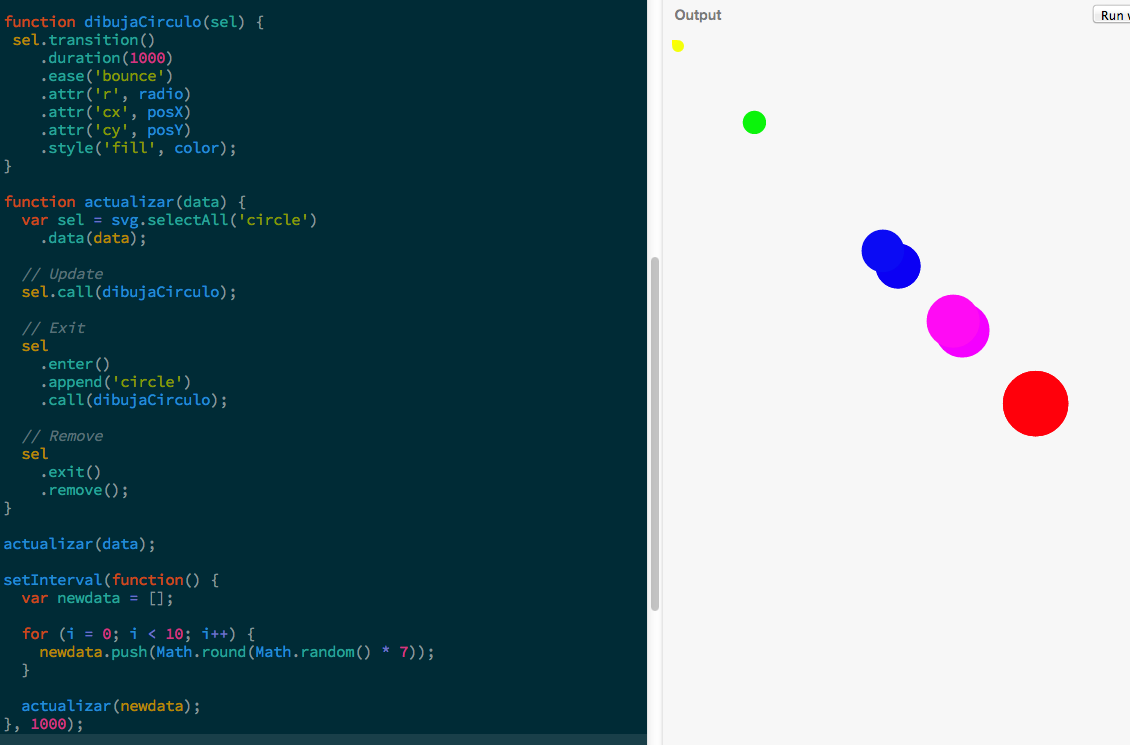 function dibujaCirculo(sel) {
 sel.transition()
    .duration(1000)
    .ease('bounce')
    .attr('r', radio)
    .attr('cx', posX)
    .attr('cy', posY)
    .style('fill', color);
}
function actualizar(data) {
  var sel = svg.selectAll('circle')
    .data(data);
  // Update
  sel.call(dibujaCirculo);
  // Exit
  sel
    .enter()
    .append('circle')
    .call(dibujaCirculo);
  // Remove
  sel
    .exit()
    .remove();
}
actualizar(data);
setInterval(function() {
  var newdata = [];
  for (i = 0; i < 10; i++) {
    newdata.push(Math.round(Math.random() * 7));
  }
  actualizar(newdata);
}, 1000);
Output
Run